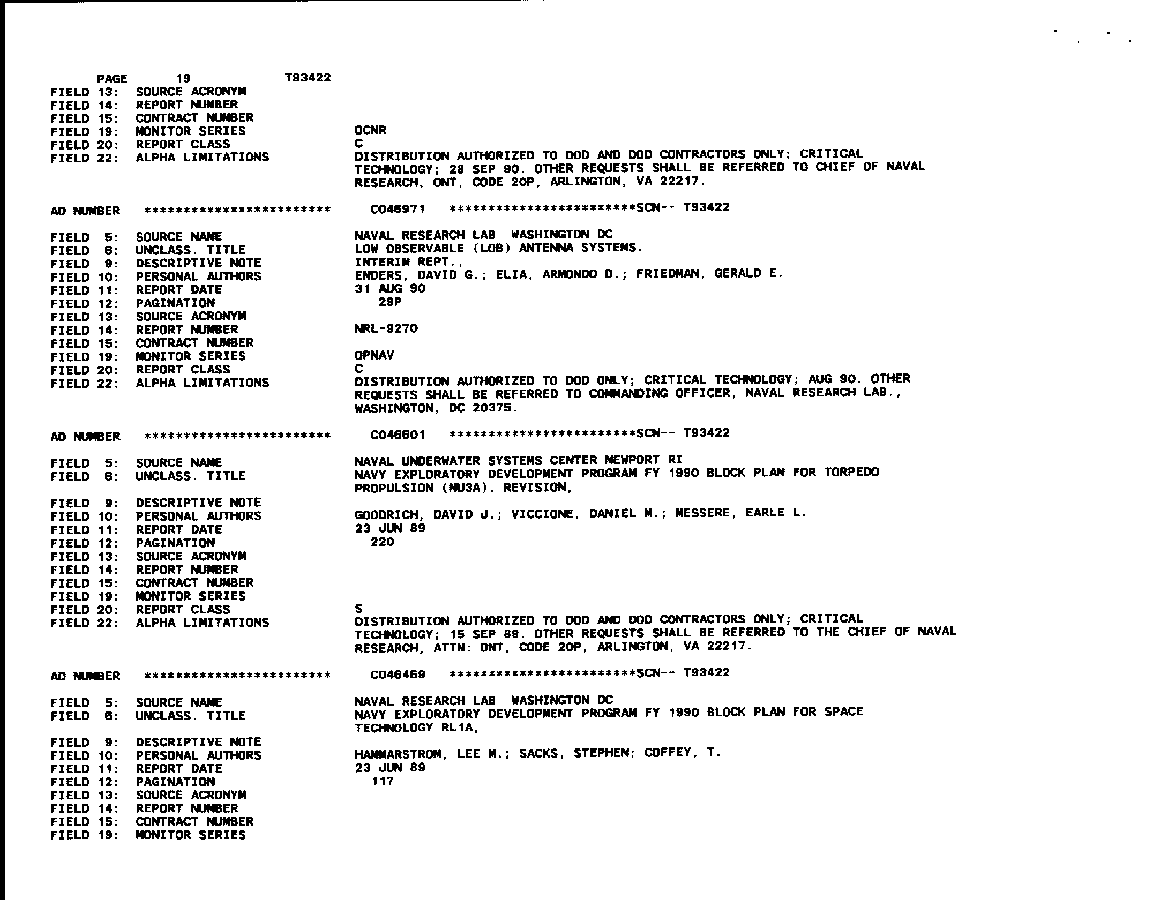 PAGE 19 T93422
FIELD 13: SOURCE ACRONYM
FIELD 14: REPORT NUMBER
FIELD 15: CONTRACT NUMBER
FIELD 19: MONITOR SERIES OCNR
FIELD 20: REPORT CLASS C
FIELD 22: ALPHA LIMITATIONS DISTRIBUTION AUTHORIZED TO DOD AND DOD CONTRACTORS ONLY; CRITICAL
TECHNOLOGY; 28 SEP 90. OTHER REQUESTS SHALL BE REFERRED TO CHIEF OF NAVAL
RESEARCH, ONT, CODE 20P, ARLINGTON, VA 22217.
AD NUMBER ************************ C046971 ************************SCN-- T93422
FIELD 5: SOURCE NAME NAVAL RESEARCH LAB WASHINGTON DC
FIELD 6: UNCLASS. TITLE LOW OBSERVABLE (LOB) ANTENNA SYSTEMS.
FIELD 9: DESCRIPTIVE NOTE INTERIM REPT.,
FIELD 10: PERSONAL AUTHORS ENDERS, DAVID G.; ELIA, ARMONDO D.; FRIEDMAN, GERALD E.
FIELD 11: REPORT DATE 31 AUG 90
FIELD 12: PAGINATION 28P
FIELD 13: SOURCE ACRONYM
FIELD 14: REPORT NUMBER NRL-9270
FIELD 15: CONTRACT NUMBER
FIELD 19: MONITOR SERIES OPNAV
FIELD 20: REPORT CLASS C
FIELD 22: ALPHA LIMITATIONS DISTRIBUTION AUTHORIZED TO DOD ONLY; CRITICAL TECHNOLOGY; AUG 90. OTHER
REQUESTS SHALL BE REFERRED TO COMMANDING OFFICER, NAVAL RESEARCH LAB.,
WASHINGTON, DC 20375.
AD NUMBER ************************ C046601 ************************SCN-- T93422
FIELD 5: SOURCE NAME NAVAL UNDERWATER SYSTEMS CENTER NEWPORT RI
FIELD 6: UNCLASS. TITLE NAVY EXPLORATORY DEVELOPMENT PROGRAM FY 1990 BLOCK PLAN FOR TORPEDO
PROPULSION (NU3A). REVISION,
FIELD 9: DESCRIPTIVE NOTE
FIELD 10: PERSONAL AUTHORS GOODRICH, DAVID J.; VICCIONE, DANIEL M.; MESSERE, EARLE L.
FIELD 11: REPORT DATE 23 JUN 89
FIELD 12: PAGINATION 220
FIELD 13: SOURCE ACRONYM
FIELD 14: REPORT NUMBER
FIELD 15: CONTRACT NUMBER
FIELD 19: MONITOR SERIES
FIELD 20: REPORT CLASS S
FIELD 22: ALPHA LIMITATIONS DISTRIBUTION AUTHORIZED TO DOD AND DOD CONTRACTORS ONLY; CRITICAL
TECHNOLOGY; 15 SEP 89. OTHER REQUESTS SHALL BE REFERRED TO THE CHIEF OF NAVAL
RESEARCH, ATTN: ONT, CODE 20P, ARLINGTON, VA 22217.
AD NUMBER ************************ C046469 ************************SCN-- T93422
FIELD 5: SOURCE NAME NAVAL RESEARCH LAB WASHINGTON DC
FIELD 6: UNCLASS. TITLE NAVY EXPLORATORY DEVELOPMENT PROGRAM FY 1990 BLOCK PLAN FOR SPACE
TECHNOLOGY RL1A,
FIELD 9: DESCRIPTIVE NOTE
FIELD 10: PERSONAL AUTHORS HAMMARSTROM, LEE M.; SACKS, STEPHEN; COFFEY, T.
FIELD 11: REPORT DATE 23 JUN 89
FIELD 12: PAGINATION 117
FIELD 13: SOURCE ACRONYM
FIELD 14: REPORT NUMBER
FIELD 15: CONTRACT NUMBER
FIELD 19: MONITOR SERIES